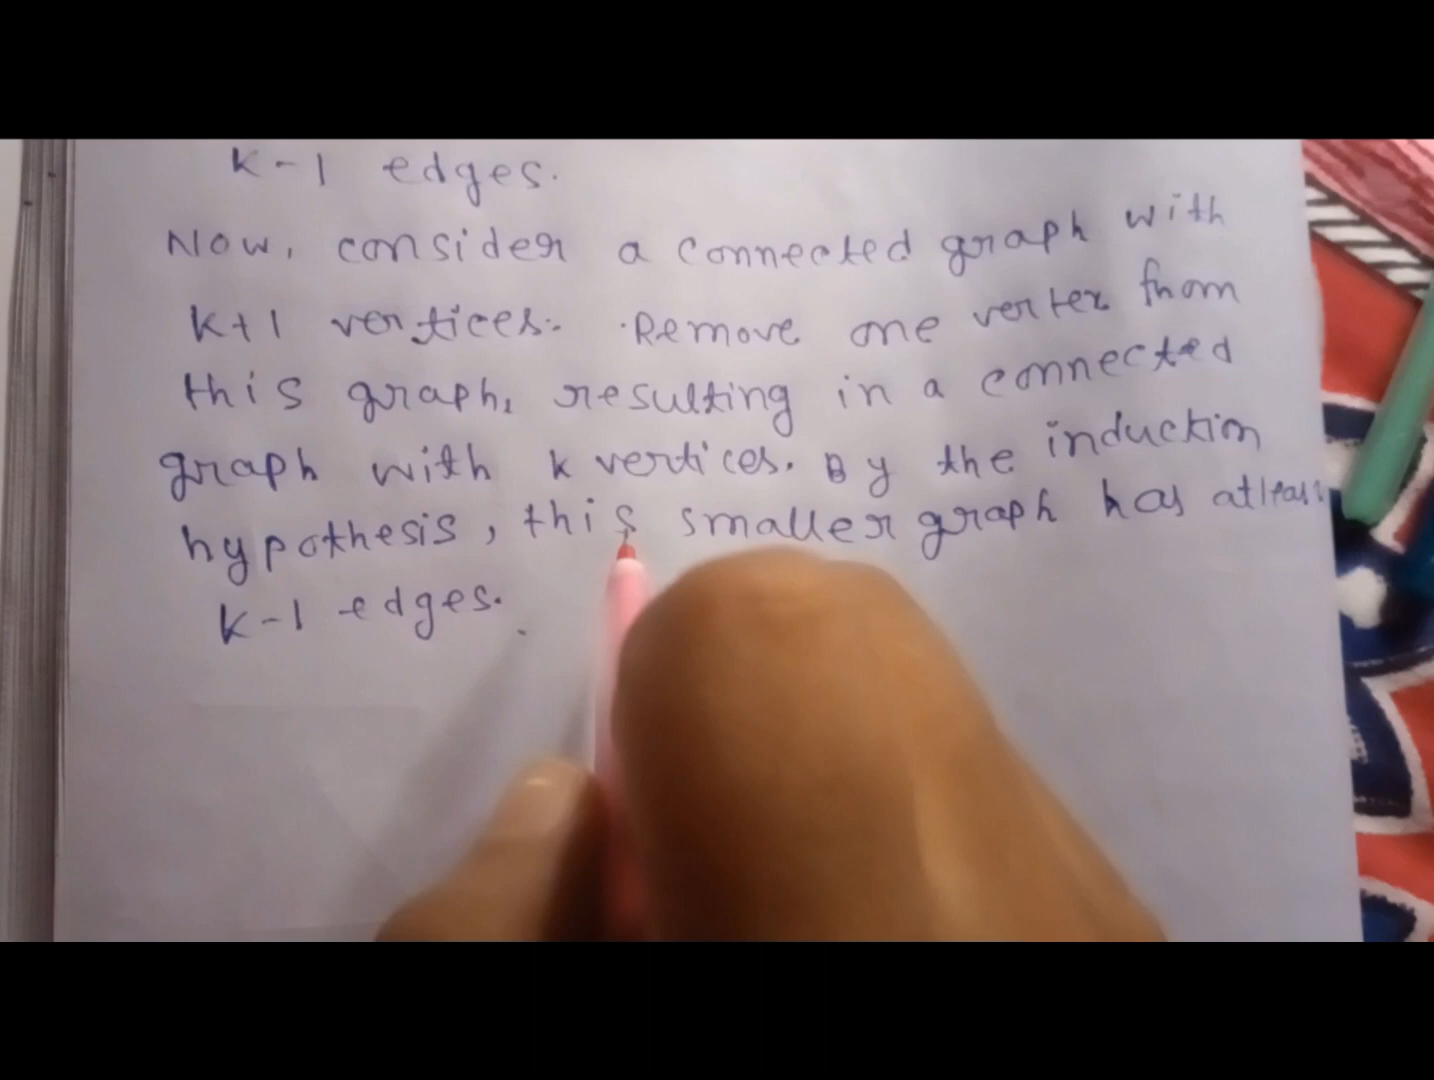 K-1 edges.
Now, consider a connected graph with
K+1 vertices. Remove one vertex from
this graph, resulting in a connected
graph with k vertices. By the induction
hypothesis, this smaller graph has atleast
K-1 edges.